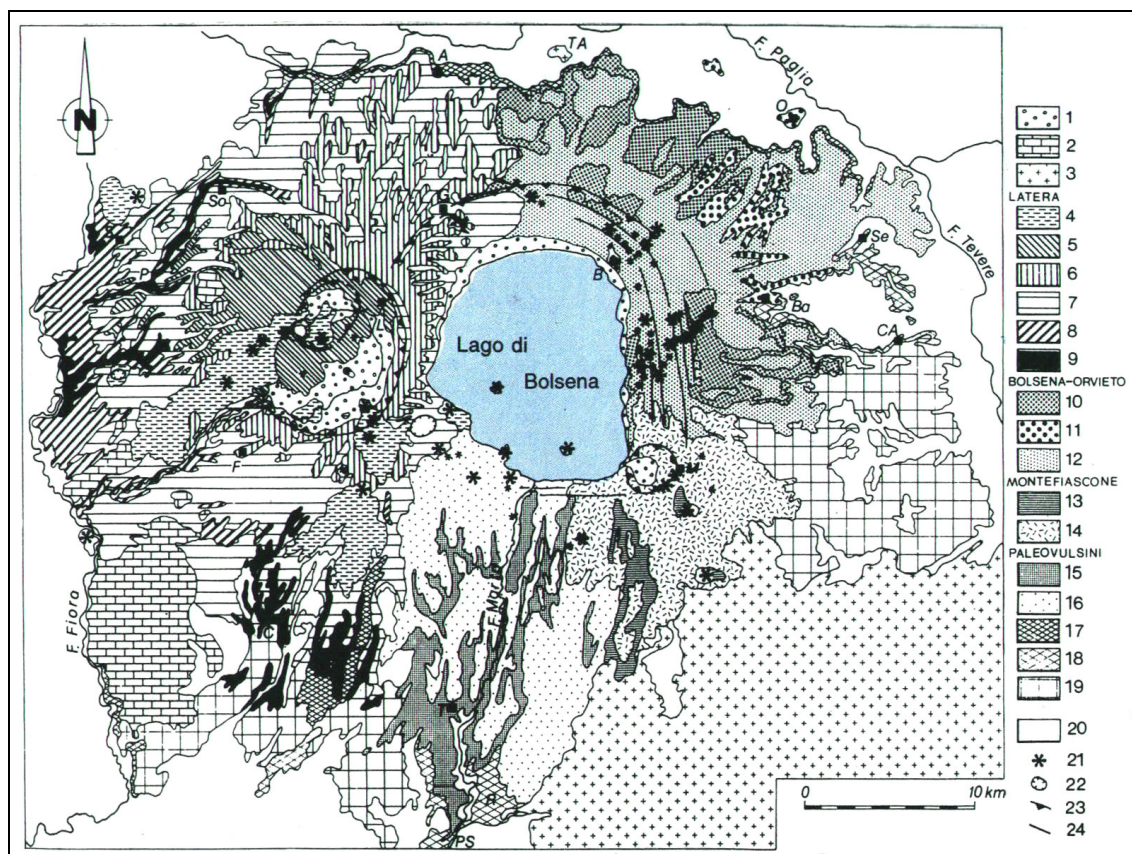 TA
F. Paglia
A
N
O
So
G
Se
F. Tevere
P
B
Ba
Lago di
Bolsena
CA
F
F. Fiora
F. Marta
C
T
R
PS
0 10 km
1
2
3
LATERA
4
5
6
7
8
9
BOLSENA-ORVIETO
10
11
12
MONTEFIASCONE
13
14
PALEOVULSINI
15
16
17
18
19
20
21
22
23
24